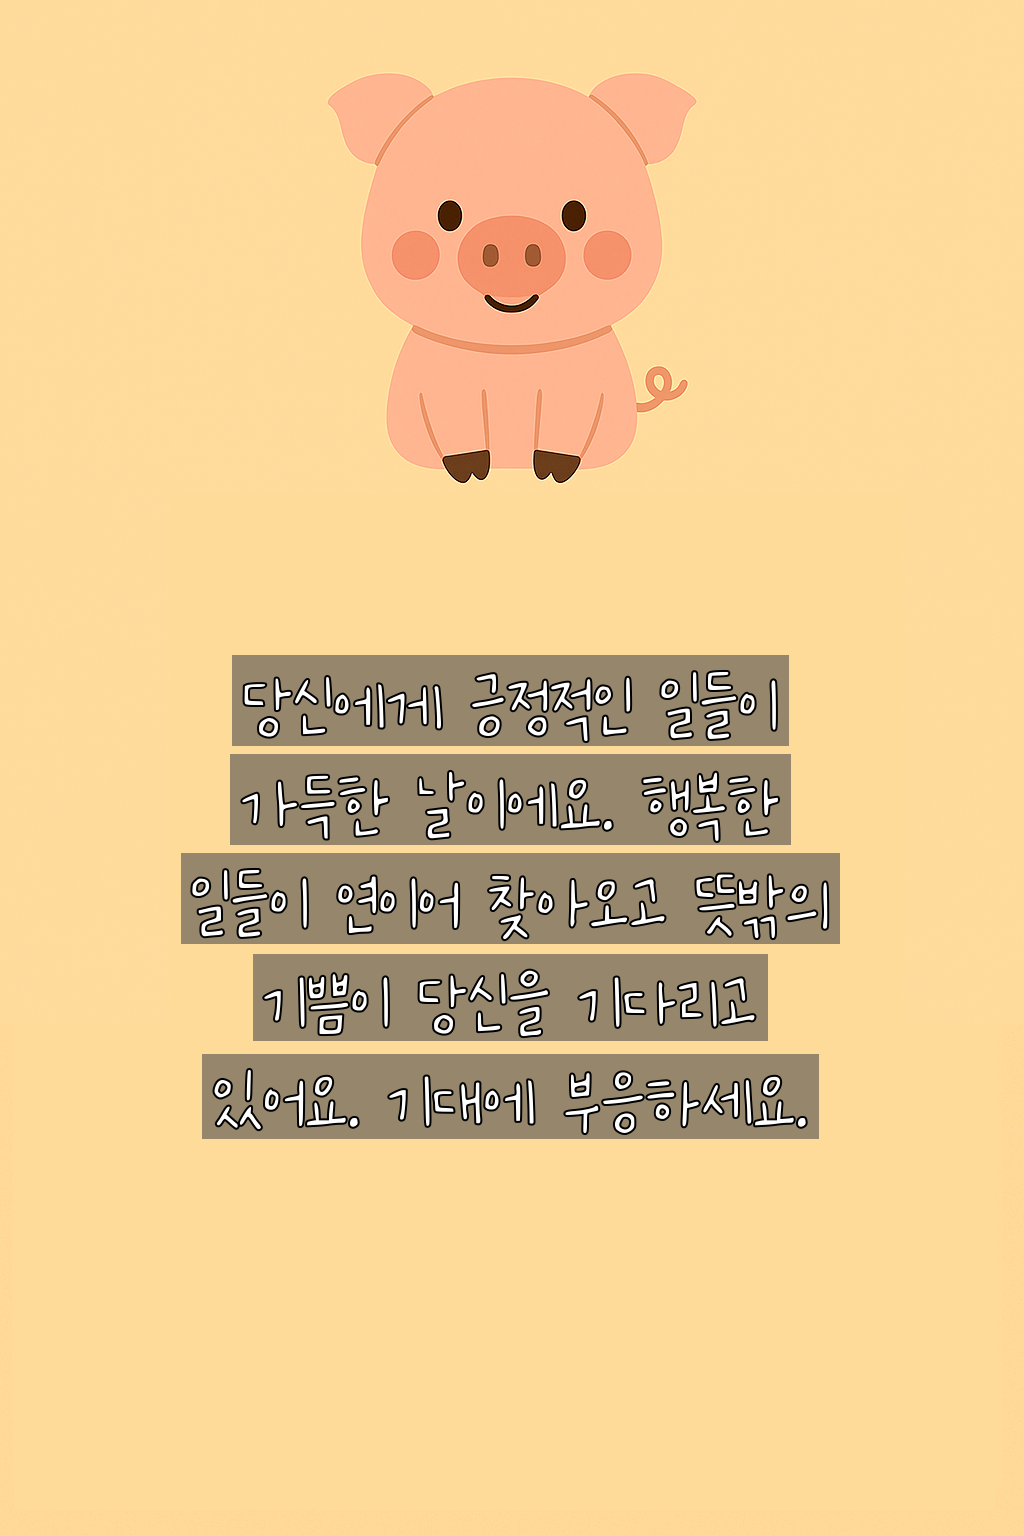 당신에게 긍정적인 일들이
가득한 날이에요. 행복한
일들이 연이어 찾아오고 뜻밖의
기쁨이 당신을 기다리고
있어요. 기대에 부응하세요.